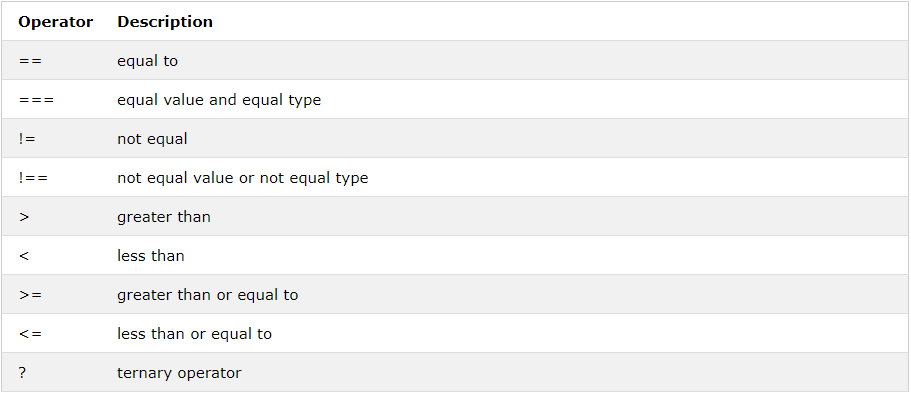 Operator Description
== equal to
=== equal value and equal type
!= not equal
!== not equal value or not equal type
> greater than
< less than
>= greater than or equal to
<= less than or equal to
? ternary operator